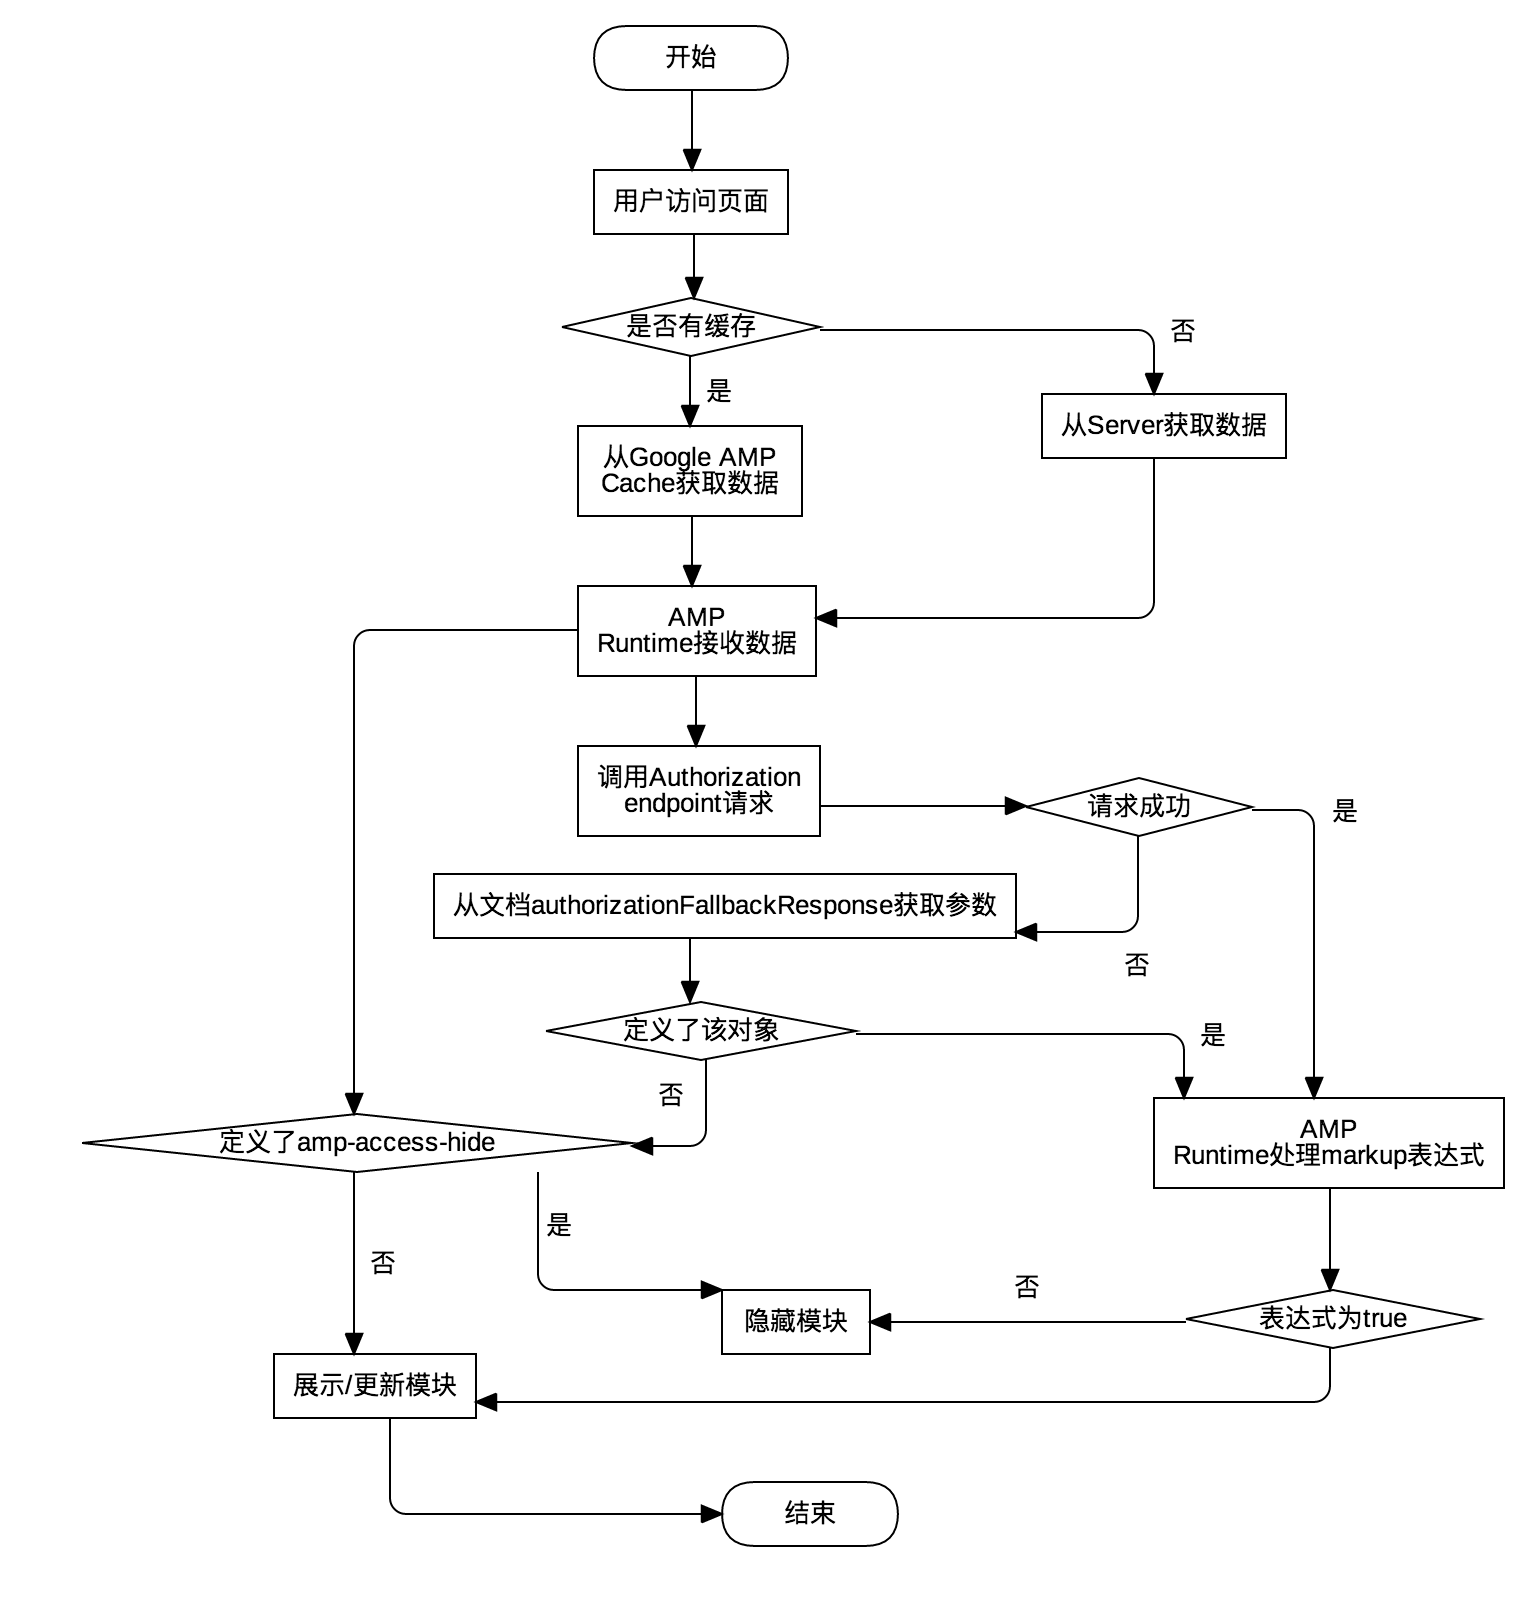 开始
用户访问页面
是否有缓存
否
是
从Server获取数据
从Google AMP
Cache获取数据
AMP
Runtime接收数据
调用Authorization
endpoint请求
请求成功
是
从文档authorizationFallbackResponse获取参数
否
定义了该对象
是
否
定义了amp-access-hide
AMP
Runtime处理markup表达式
是
否
否
隐藏模块
表达式为true
展示/更新模块
结束